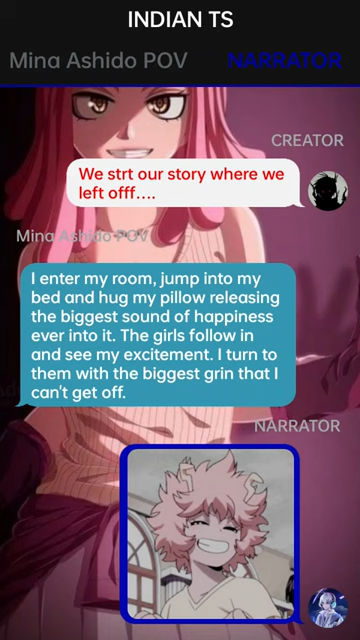 INDIAN TS
Mina Ashido POV
NARRATOR
CREATOR
We strt our story where we
left offf....
Mina Ashido POV
I enter my room, jump into my
bed and hug my pillow releasing
the biggest sound of happiness
ever into it. The girls follow in
and see my excitement. I turn to
them with the biggest grin that I
can't get off.
NARRATOR